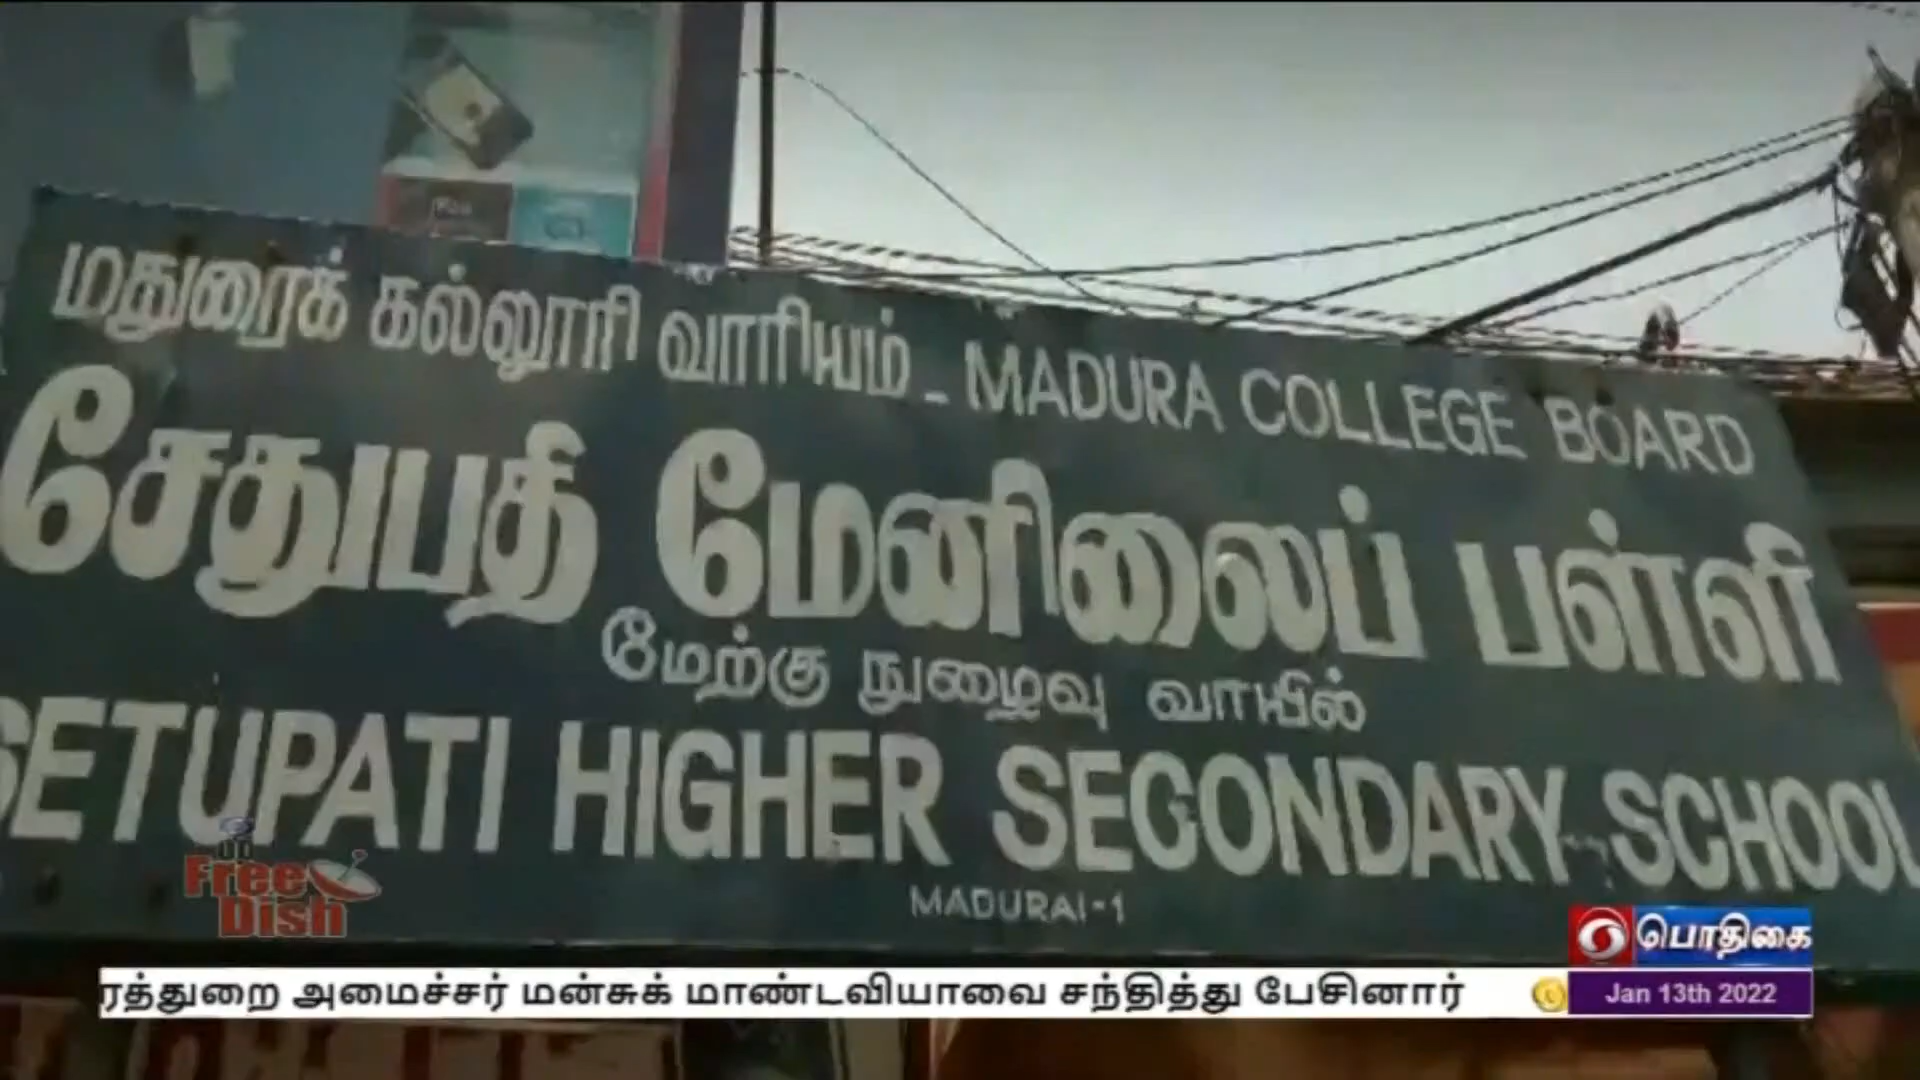 மதுரைக் கல்லூரி வாரியம் - MADURA COLLEGE BOARD
சேதுபதி மேனிலைப் பள்ளி
மேற்கு நுழைவு வாயில்
SETUPATI HIGHER SECONDARY SCHOOL
MADURAI-1
Free
Dish
பொதிகை
ரத்துறை அமைச்சர் மன்சுக் மாண்டவியாவை சந்தித்து பேசினார்
Jan 13th 2022